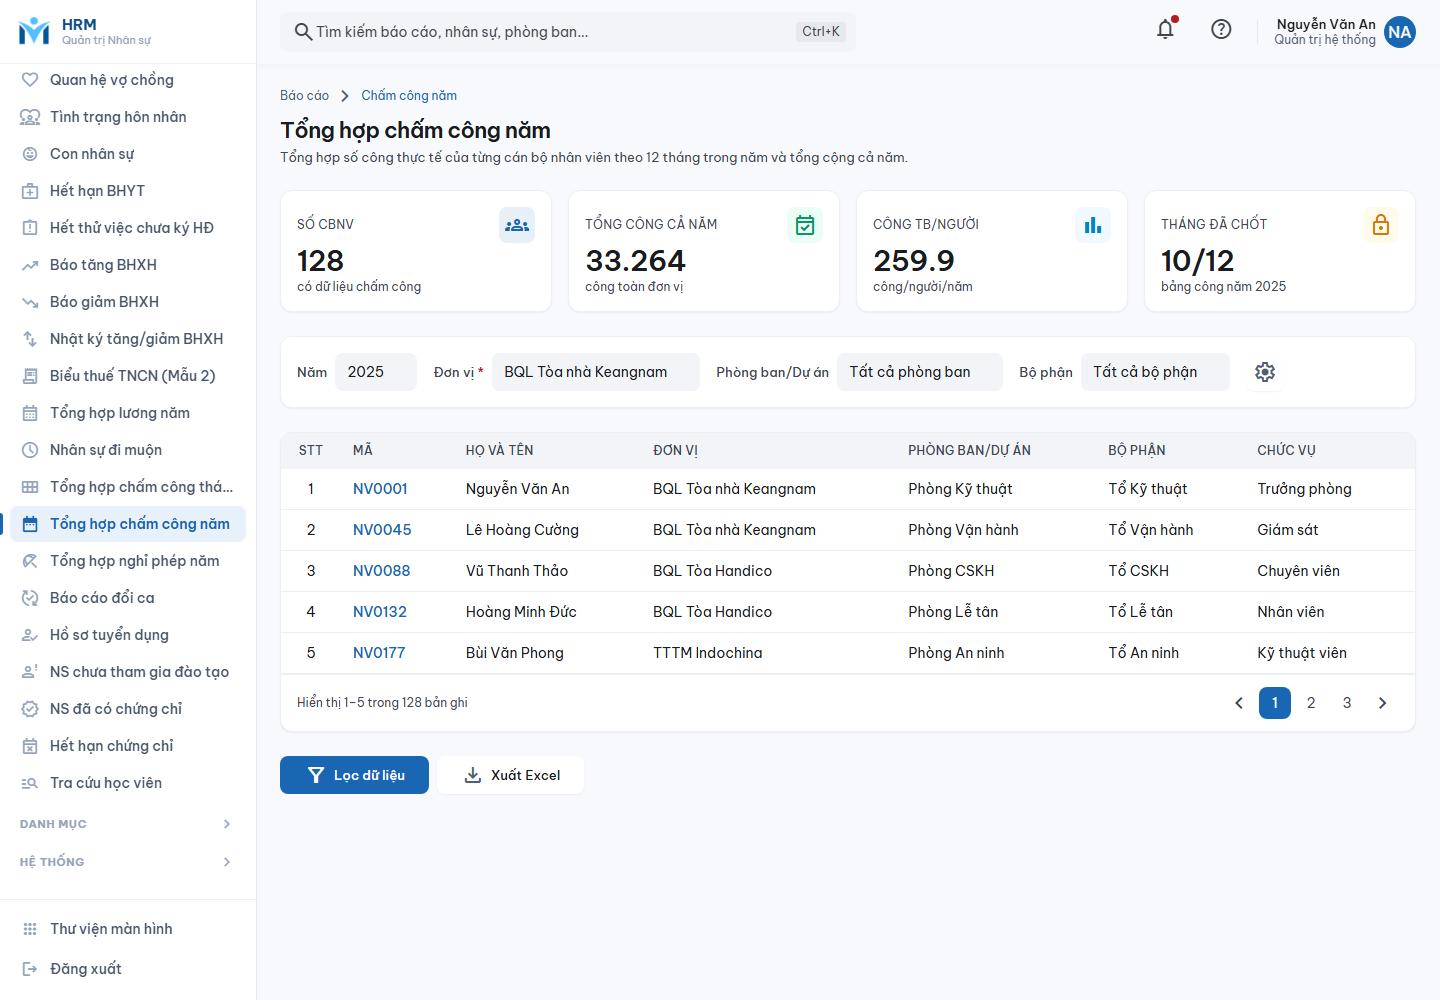 HRM
Quản trị Nhân sự
Quan hệ vợ chồng
Tình trạng hôn nhân
Con nhân sự
Hết hạn BHYT
Hết thử việc chưa ký HĐ
Báo tăng BHXH
Báo giảm BHXH
Nhật ký tăng/giảm BHXH
Biểu thuế TNCN (Mẫu 2)
Tổng hợp lương năm
Nhân sự đi muộn
Tổng hợp chấm công thá...
Tổng hợp chấm công năm
Tổng hợp nghỉ phép năm
Báo cáo đổi ca
Hồ sơ tuyển dụng
NS chưa tham gia đào tạo
NS đã có chứng chỉ
Hết hạn chứng chỉ
Tra cứu học viên
DANH MỤC
HỆ THỐNG
Thư viện màn hình
Đăng xuất
Tìm kiếm báo cáo, nhân sự, phòng ban... Ctrl+K
Nguyễn Văn An
Quản trị hệ thống
NA
Báo cáo Chấm công năm
Tổng hợp chấm công năm
Tổng hợp số công thực tế của từng cán bộ nhân viên theo 12 tháng trong năm và tổng cộng cả năm.
SỐ CBNV
128
có dữ liệu chấm công
TỔNG CÔNG CẢ NĂM
33.264
công toàn đơn vị
CÔNG TB/NGƯỜI
259.9
công/người/năm
THÁNG ĐÃ CHỐT
10/12
bảng công năm 2025
Năm 2025 Đơn vị * BQL Tòa nhà Keangnam Phòng ban/Dự án Tất cả phòng ban Bộ phận Tất cả bộ phận
STT MÃ HỌ VÀ TÊN ĐƠN VỊ PHÒNG BAN/DỰ ÁN BỘ PHẬN CHỨC VỤ
1 NV0001 Nguyễn Văn An BQL Tòa nhà Keangnam Phòng Kỹ thuật Tổ Kỹ thuật Trưởng phòng
2 NV0045 Lê Hoàng Cường BQL Tòa nhà Keangnam Phòng Vận hành Tổ Vận hành Giám sát
3 NV0088 Vũ Thanh Thảo BQL Tòa Handico Phòng CSKH Tổ CSKH Chuyên viên
4 NV0132 Hoàng Minh Đức BQL Tòa Handico Phòng Lễ tân Tổ Lễ tân Nhân viên
5 NV0177 Bùi Văn Phong TTTM Indochina Phòng An ninh Tổ An ninh Kỹ thuật viên
Hiển thị 1–5 trong 128 bản ghi 1 2 3
Lọc dữ liệu Xuất Excel